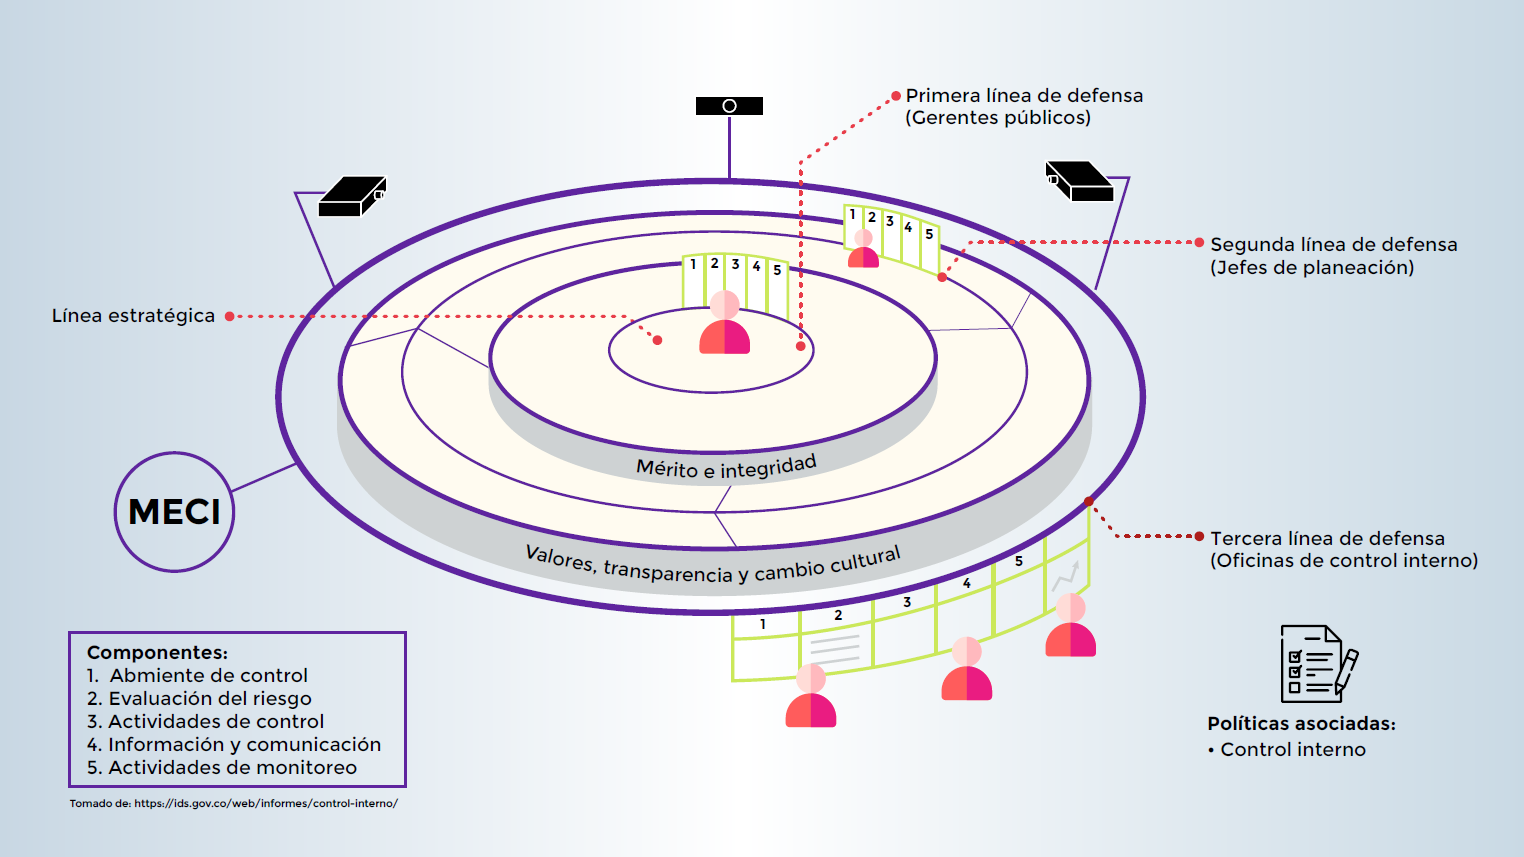 Primera línea de defensa
(Gerentes públicos)
1 2 3 4 5
Segunda línea de defensa
(Jefes de planeación)
1 2 3 4 5
Línea estratégica
Mérito e integridad
MECI
Valores, transparencia y cambio cultural
Tercera línea de defensa
(Oficinas de control interno)
1 2 3 4 5
Componentes:
1. Abmiente de control
2. Evaluación del riesgo
3. Actividades de control
4. Información y comunicación
5. Actividades de monitoreo
Tomado de: https://ids.gov.co/web/informes/control-interno/
Políticas asociadas:
• Control interno